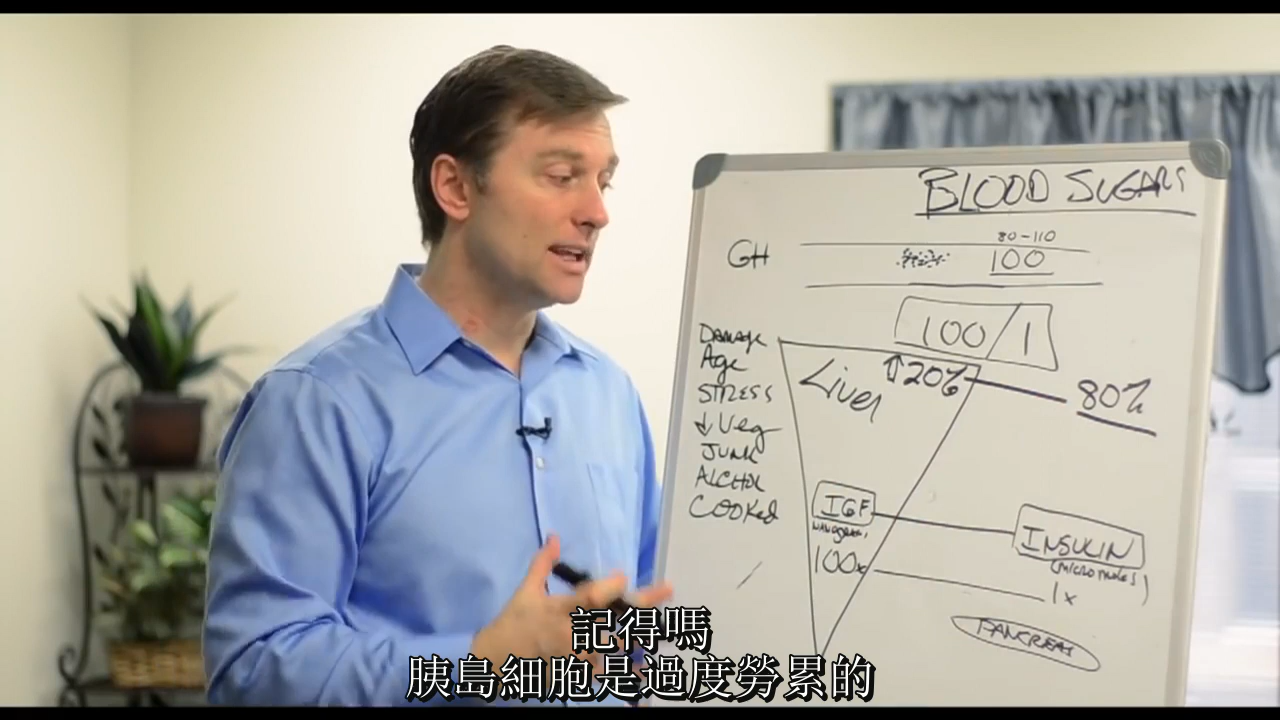 BLOOD SUGARS
80-110
GH
100
100/1
DAMAGE
Age
STRESS
↓Veg
JUNK
COOKed
Liver
↑20%
80%
IGF
100x
INSULIN
1x
PANCREAS
記得嗎
胰島細胞是過度勞累的